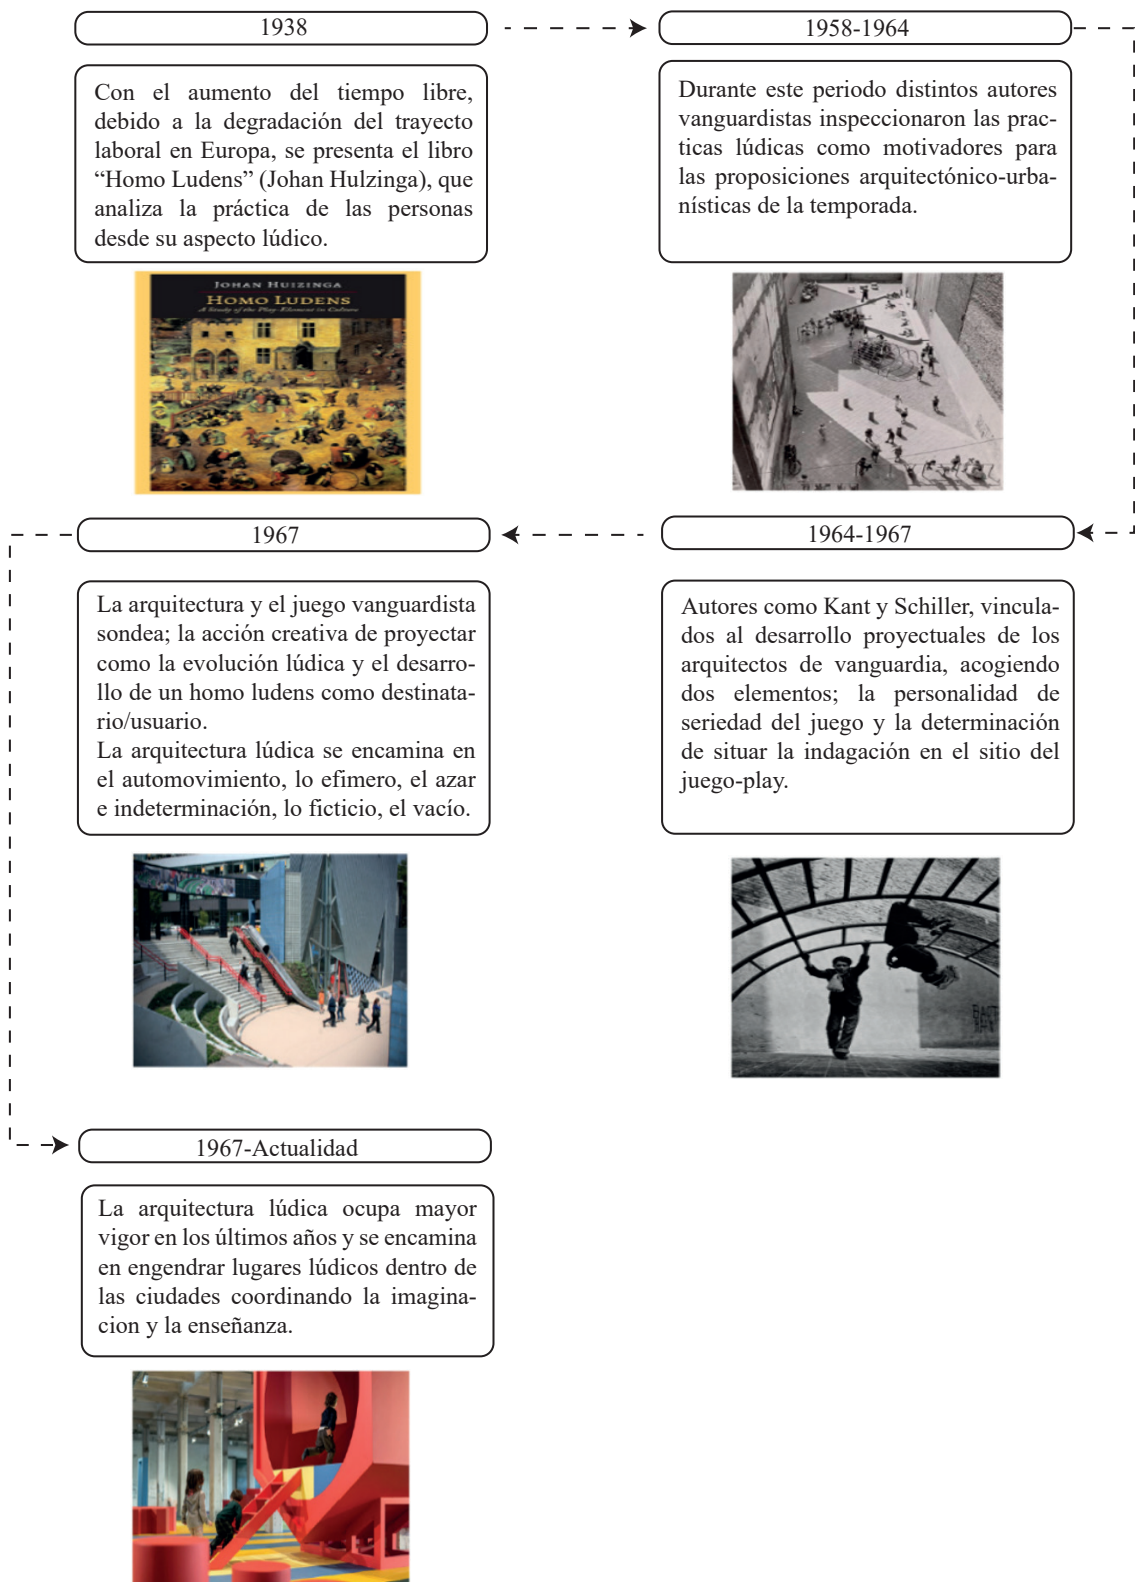 1938
Con el aumento del tiempo libre,
debido a la degradación del trayecto
laboral en Europa, se presenta el libro
“Homo Ludens” (Johan Hulzinga), que
analiza la práctica de las personas
desde su aspecto lúdico.
JOHAN HUIZINGA
HOMO LUDENS
A Study of the Play-Element in Culture
1958-1964
Durante este periodo distintos autores
vanguardistas inspeccionaron las prac-
ticas lúdicas como motivadores para
las proposiciones arquitectónico-urba-
nísticas de la temporada.
1964-1967
Autores como Kant y Schiller, vincula-
dos al desarrollo proyectuales de los
arquitectos de vanguardia, acogiendo
dos elementos; la personalidad de
seriedad del juego y la determinación
de situar la indagación en el sitio del
juego-play.
1967
La arquitectura y el juego vanguardista
sondea; la acción creativa de proyectar
como la evolución lúdica y el desarro-
llo de un homo ludens como destinata-
rio/usuario.
La arquitectura lúdica se encamina en
el automovimiento, lo efimero, el azar
e indeterminación, lo ficticio, el vacío.
1967-Actualidad
La arquitectura lúdica ocupa mayor
vigor en los últimos años y se encamina
en engendrar lugares lúdicos dentro de
las ciudades coordinando la imagina-
cion y la enseñanza.